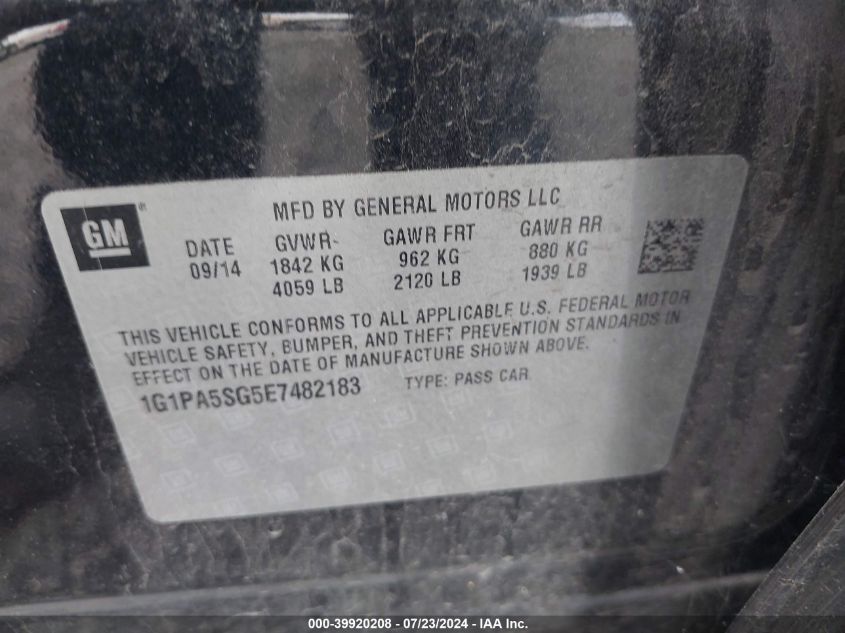 GM ®
MFD BY GENERAL MOTORS LLC
DATE GVWR GAWR FRT GAWR RR
09/14 1842 KG 962 KG 880 KG
4059 LB 2120 LB 1939 LB
THIS VEHICLE CONFORMS TO ALL APPLICABLE U.S. FEDERAL MOTOR
VEHICLE SAFETY, BUMPER, AND THEFT PREVENTION STANDARDS IN
EFFECT ON THE DATE OF MANUFACTURE SHOWN ABOVE.
1G1PA5SG5E7482183 TYPE: PASS CAR
000-39920208 - 07/23/2024 - IAA Inc.